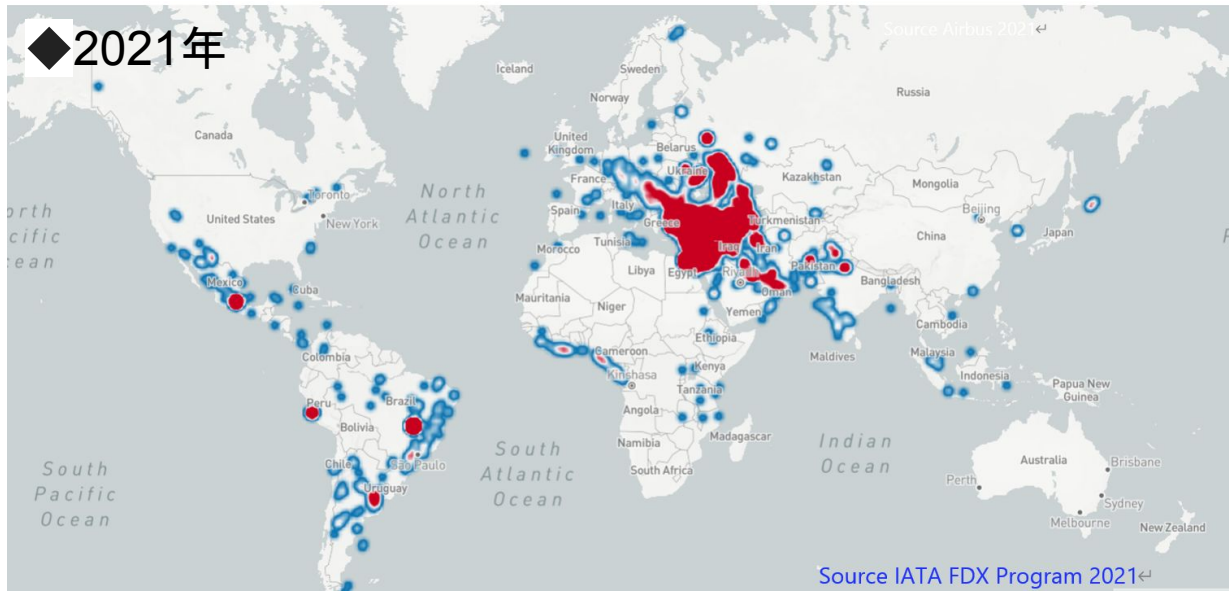 ◆2021年
Source Airbus 2021↵
Iceland
Sweden
Norway
Russia
Canada
United
Kingdom
Belarus
Ukraine
France
Kazakhstan
Mongolia
Toronto
North
Atlantic
Ocean
orth
cific
ean
United States
New York
Spain
Italy
Greece
Turkmenistan
Beijing
China
Japan
Morocco
Tunisia
Iraq
Iran
Libya
Egypt
Riyadh
Pakistan
Mexico
Cuba
Oman
Bangladesh
Mauritania
Niger
Yemen
Cambodia
Ethiopia
Maldives
Malaysia
Colombia
Cameroon
Kenya
Kinshasa
Indonesia
Tanzania
Papua New
Guinea
Peru
Brazil
Angola
Bolivia
Madagascar
Namibia
Indian
Ocean
South
Atlantic
Ocean
South
Pacific
Ocean
Chile
Sao Paulo
South Africa
Australia
Brisbane
Perth
Uruguay
Sydney
Melbourne
New Zealand
Source IATA FDX Program 2021↵